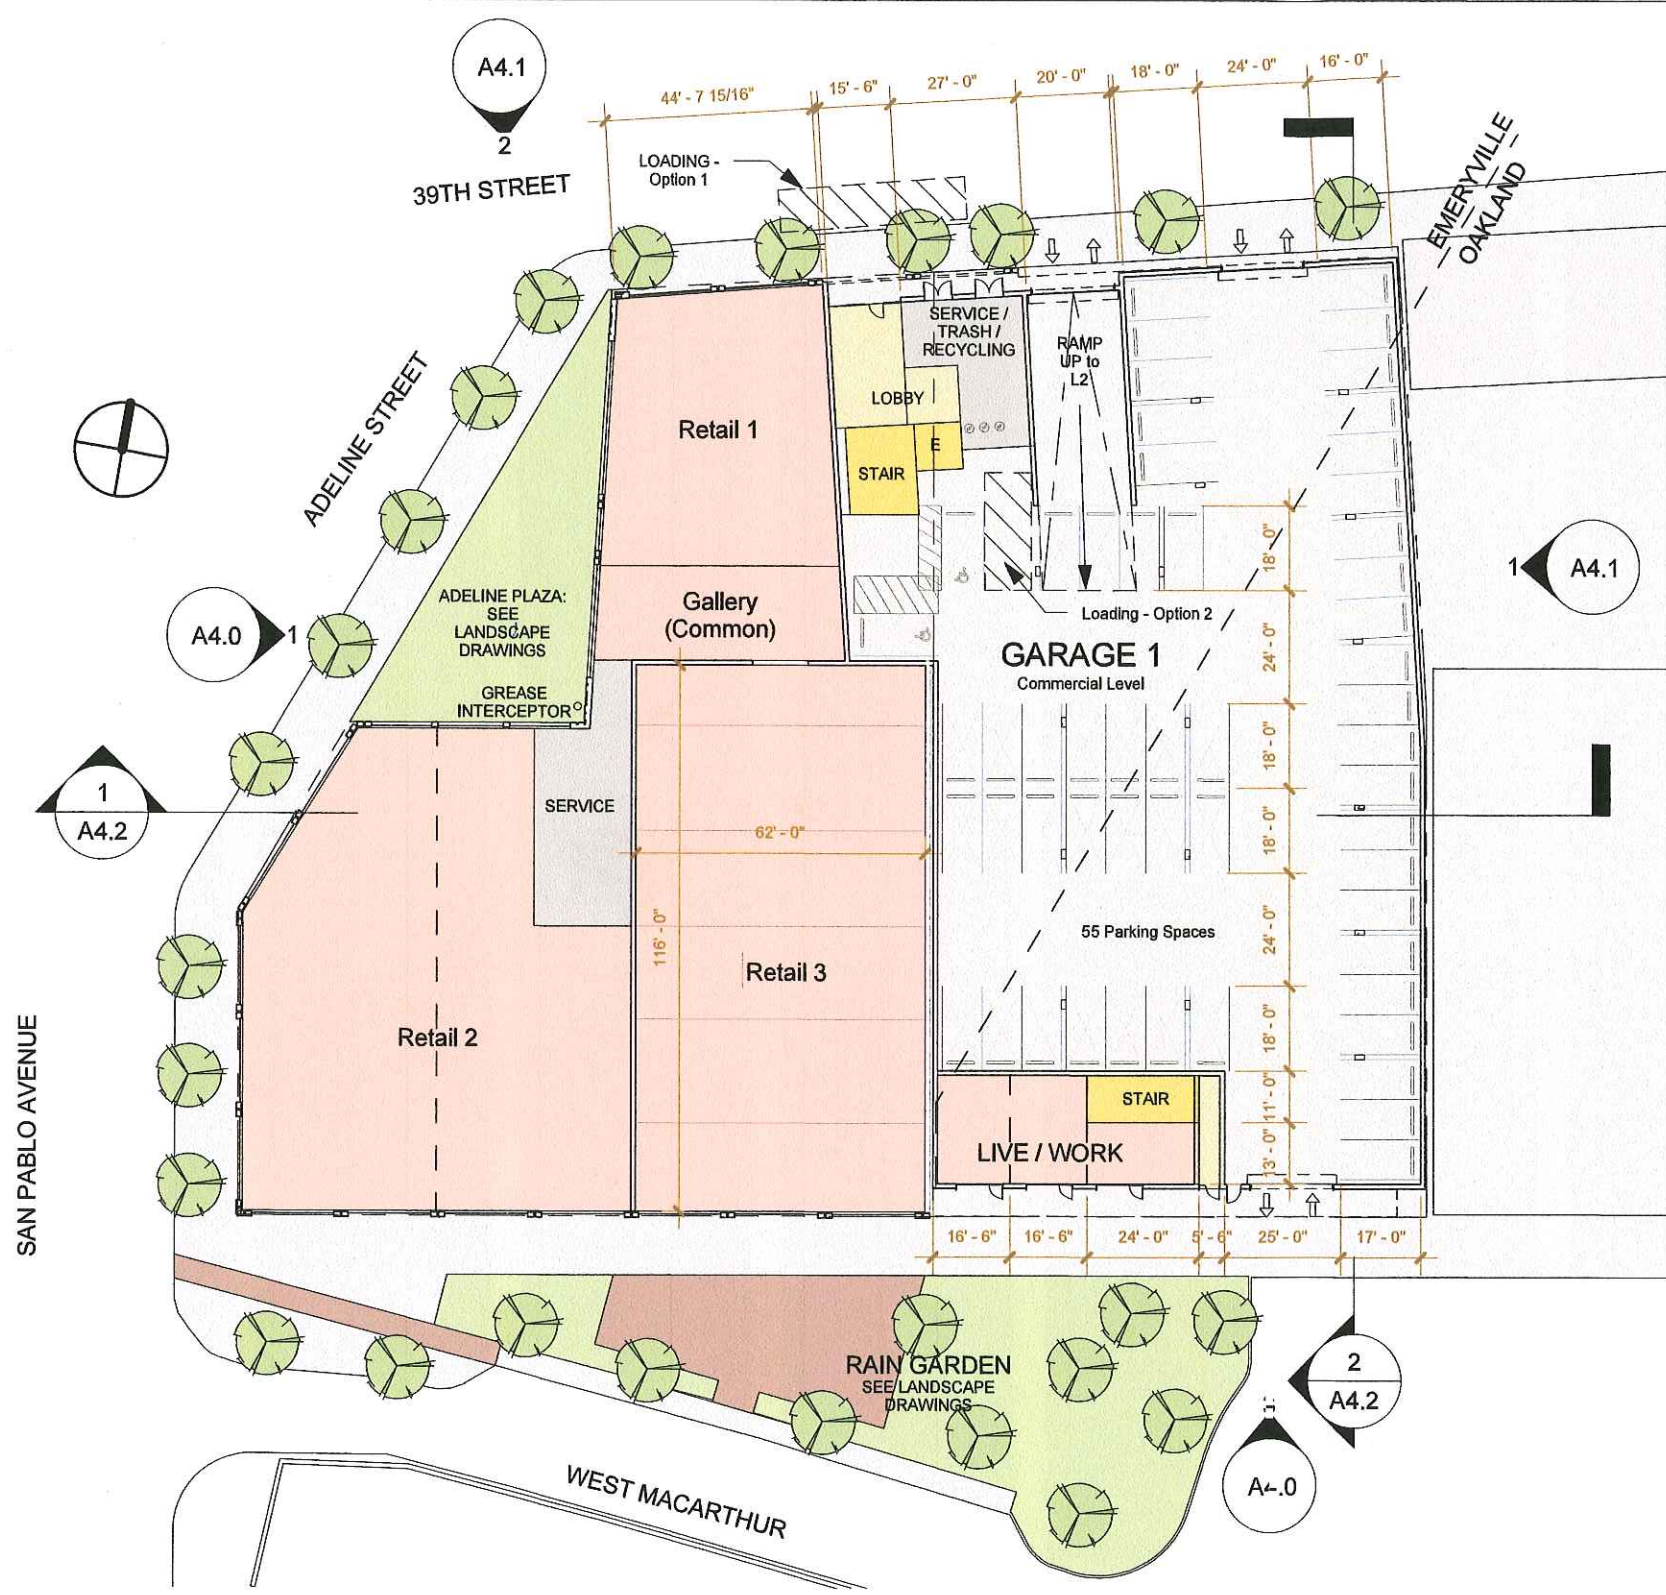 A4.1
2
44' - 7 15/16"
15' - 6"
27' - 0"
20' - 0"
18' - 0"
24' - 0"
16' - 0"
39TH STREET
LOADING -
Option 1
EMERYVILLE
OAKLAND
ADELINE STREET
SERVICE /
TRASH /
RECYCLING
RAMP
UP to
L2
LOBBY
Retail 1
STAIR
E
18' - 0"
1
A4.1
A4.0
1
ADELINE PLAZA:
SEE
LANDSCAPE
DRAWINGS
Gallery
(Common)
Loading - Option 2
GARAGE 1
Commercial Level
24' - 0"
GREASE
INTERCEPTOR
18' - 0"
1
A4.2
SERVICE
62' - 0"
18' - 0"
116' - 0"
55 Parking Spaces
24' - 0"
Retail 3
Retail 2
18' - 0"
SAN PABLO AVENUE
STAIR
11' - 0"
LIVE / WORK
13' - 0"
16' - 6"
16' - 6"
24' - 0"
5' - 6"
25' - 0"
17' - 0"
RAIN GARDEN
SEE LANDSCAPE
DRAWINGS
2
A4.2
A4.0
WEST MACARTHUR